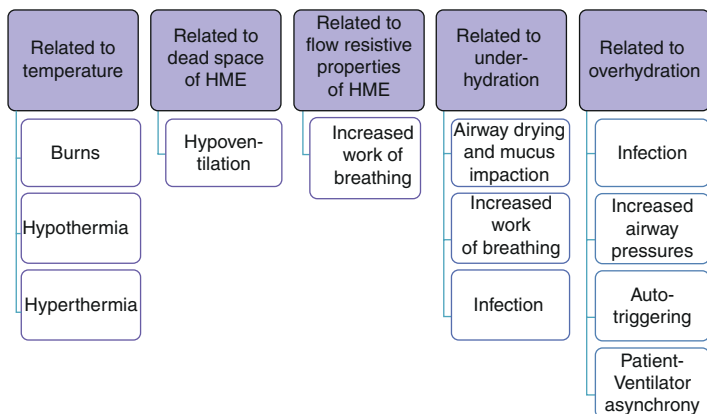 Related to
temperature
Burns
Hypothermia
Hyperthermia
Related to
dead space
of HME
Hypoven-
tilation
Related to
flow resistive
properties
of HME
Increased
work of
breathing
Related to
under-
hydration
Airway drying
and mucus
impaction
Increased
work
of breathing
Infection
Related to
overhydration
Infection
Increased
airway
pressures
Auto-
triggering
Patient-
Ventilator
asynchrony